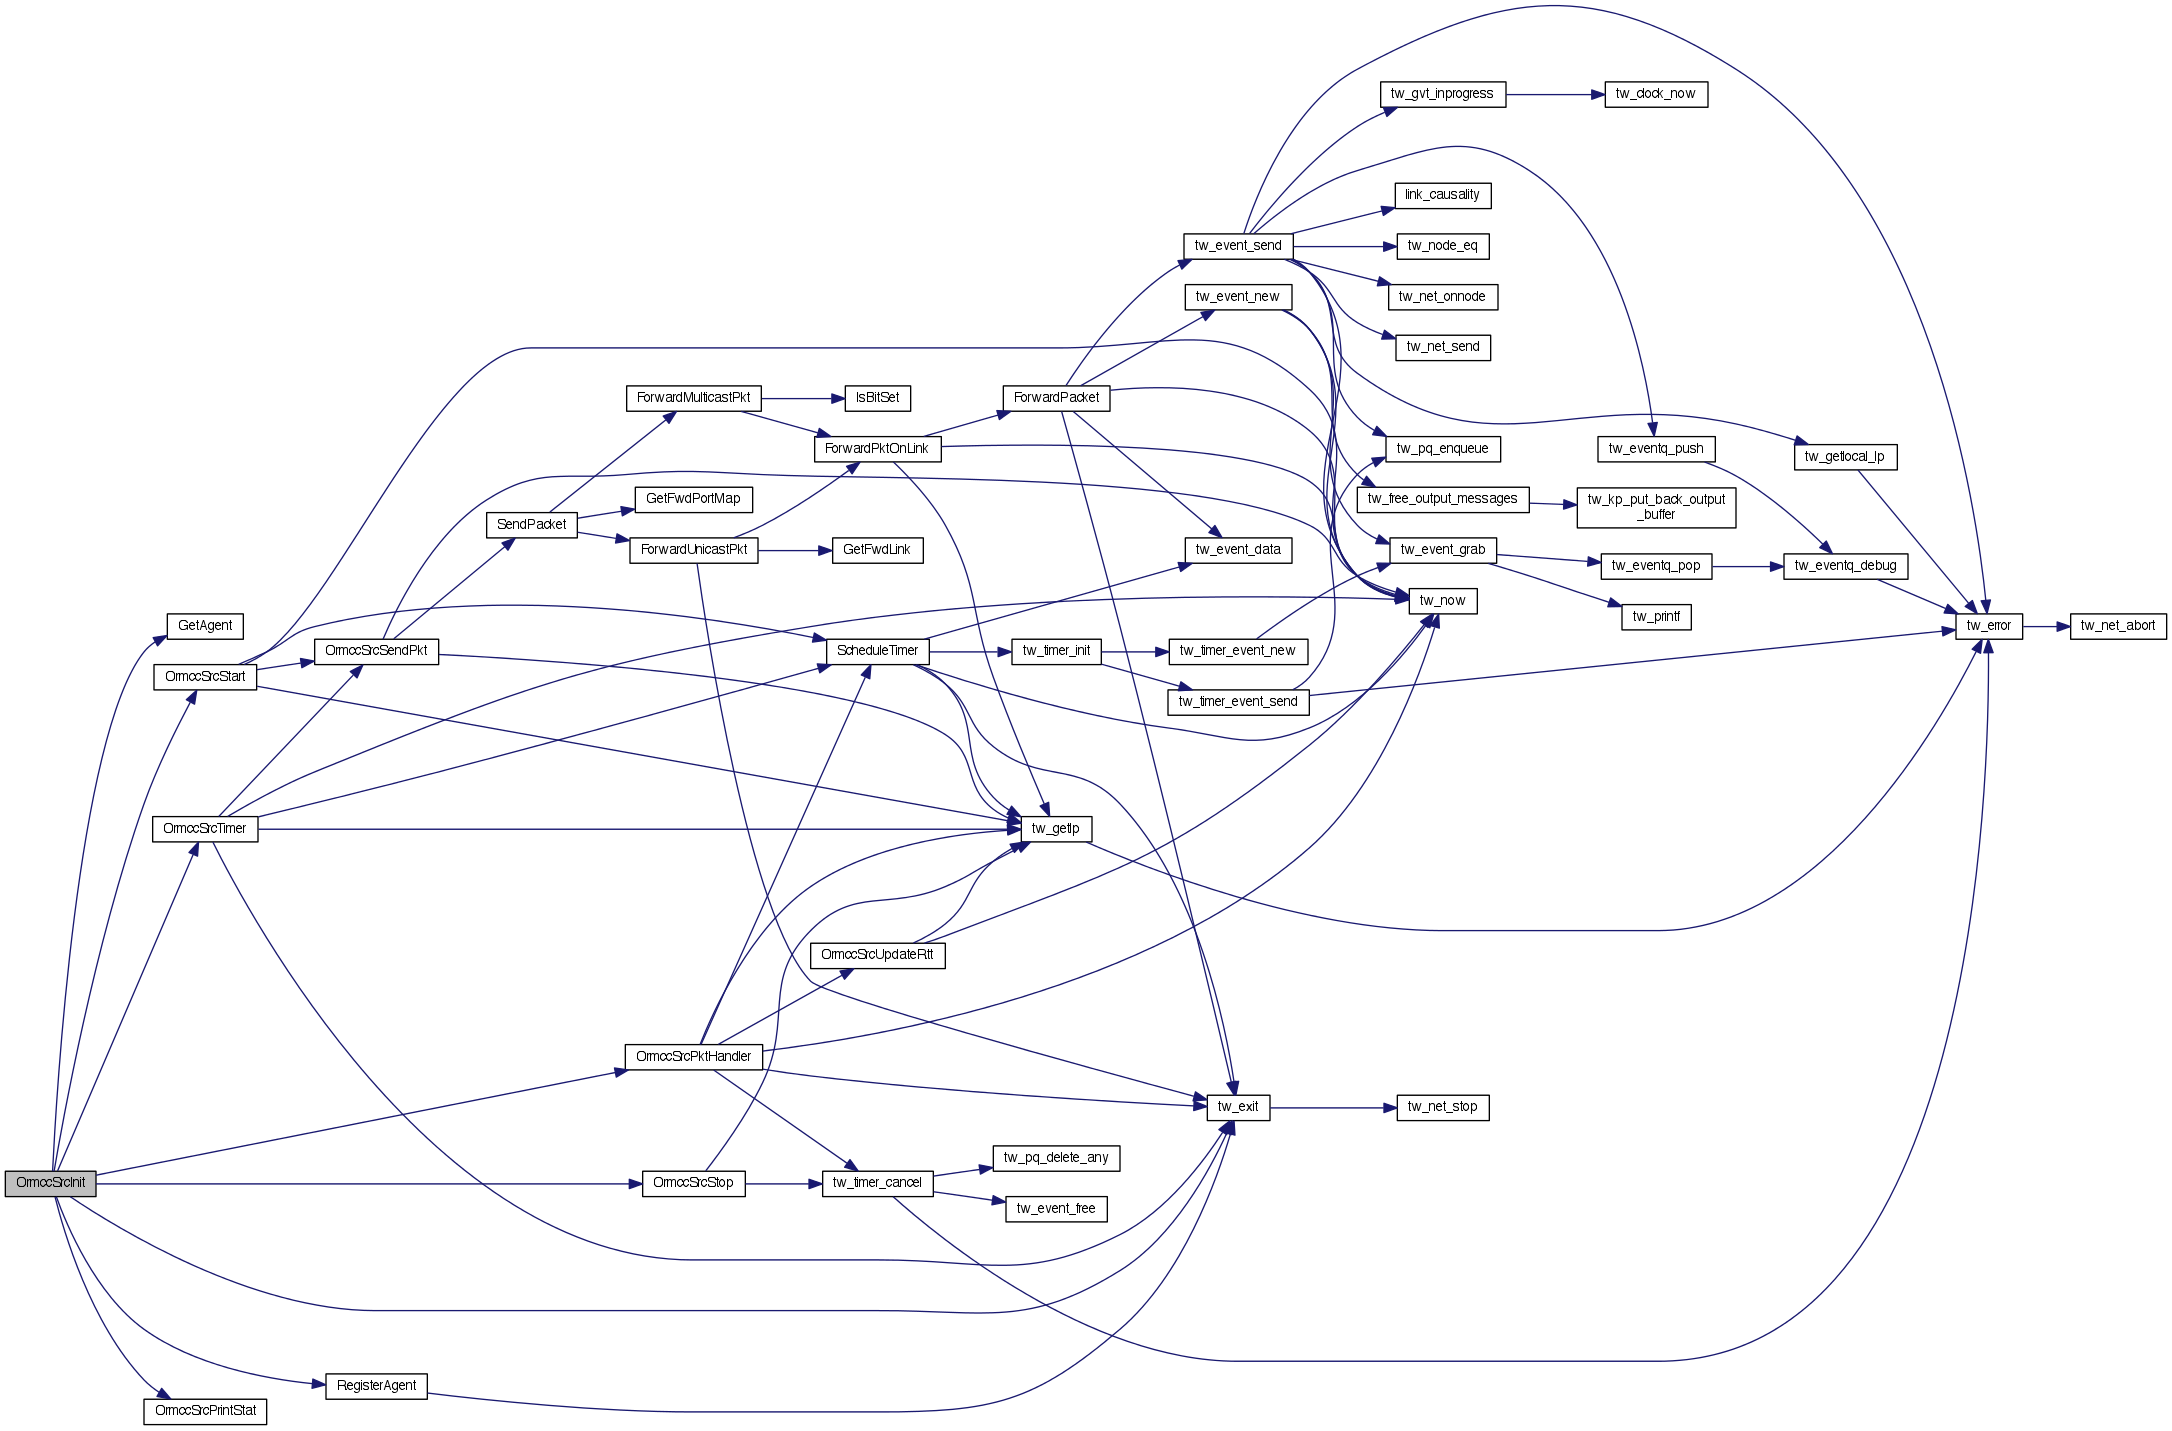 tw_gvt_inprogress
tw_clock_now
link_causality
tw_event_send
tw_node_eq
tw_event_new
tw_net_onnode
tw_net_send
ForwardMulticastPkt
IsBitSet
ForwardPacket
ForwardPktOnLink
tw_pq_enqueue
tw_eventq_push
tw_getlocal_lp
GetFwdPortMap
tw_free_output_messages
tw_kp_put_back_output
_buffer
SendPacket
ForwardUnicastPkt
GetFwdLink
tw_event_data
tw_event_grab
tw_eventq_pop
tw_eventq_debug
tw_now
tw_printf
GetAgent
tw_error
tw_net_abort
OrmccSrcSendPkt
ScheduleTimer
tw_timer_init
tw_timer_event_new
OrmccSrcStart
tw_timer_event_send
OrmccSrcTimer
tw_getlp
OrmccSrcUpdateRtt
OrmccSrcPktHandler
tw_exit
tw_net_stop
tw_pq_delete_any
OrmccSrcInit
OrmccSrcStop
tw_timer_cancel
tw_event_free
RegisterAgent
OrmccSrcPrintStat